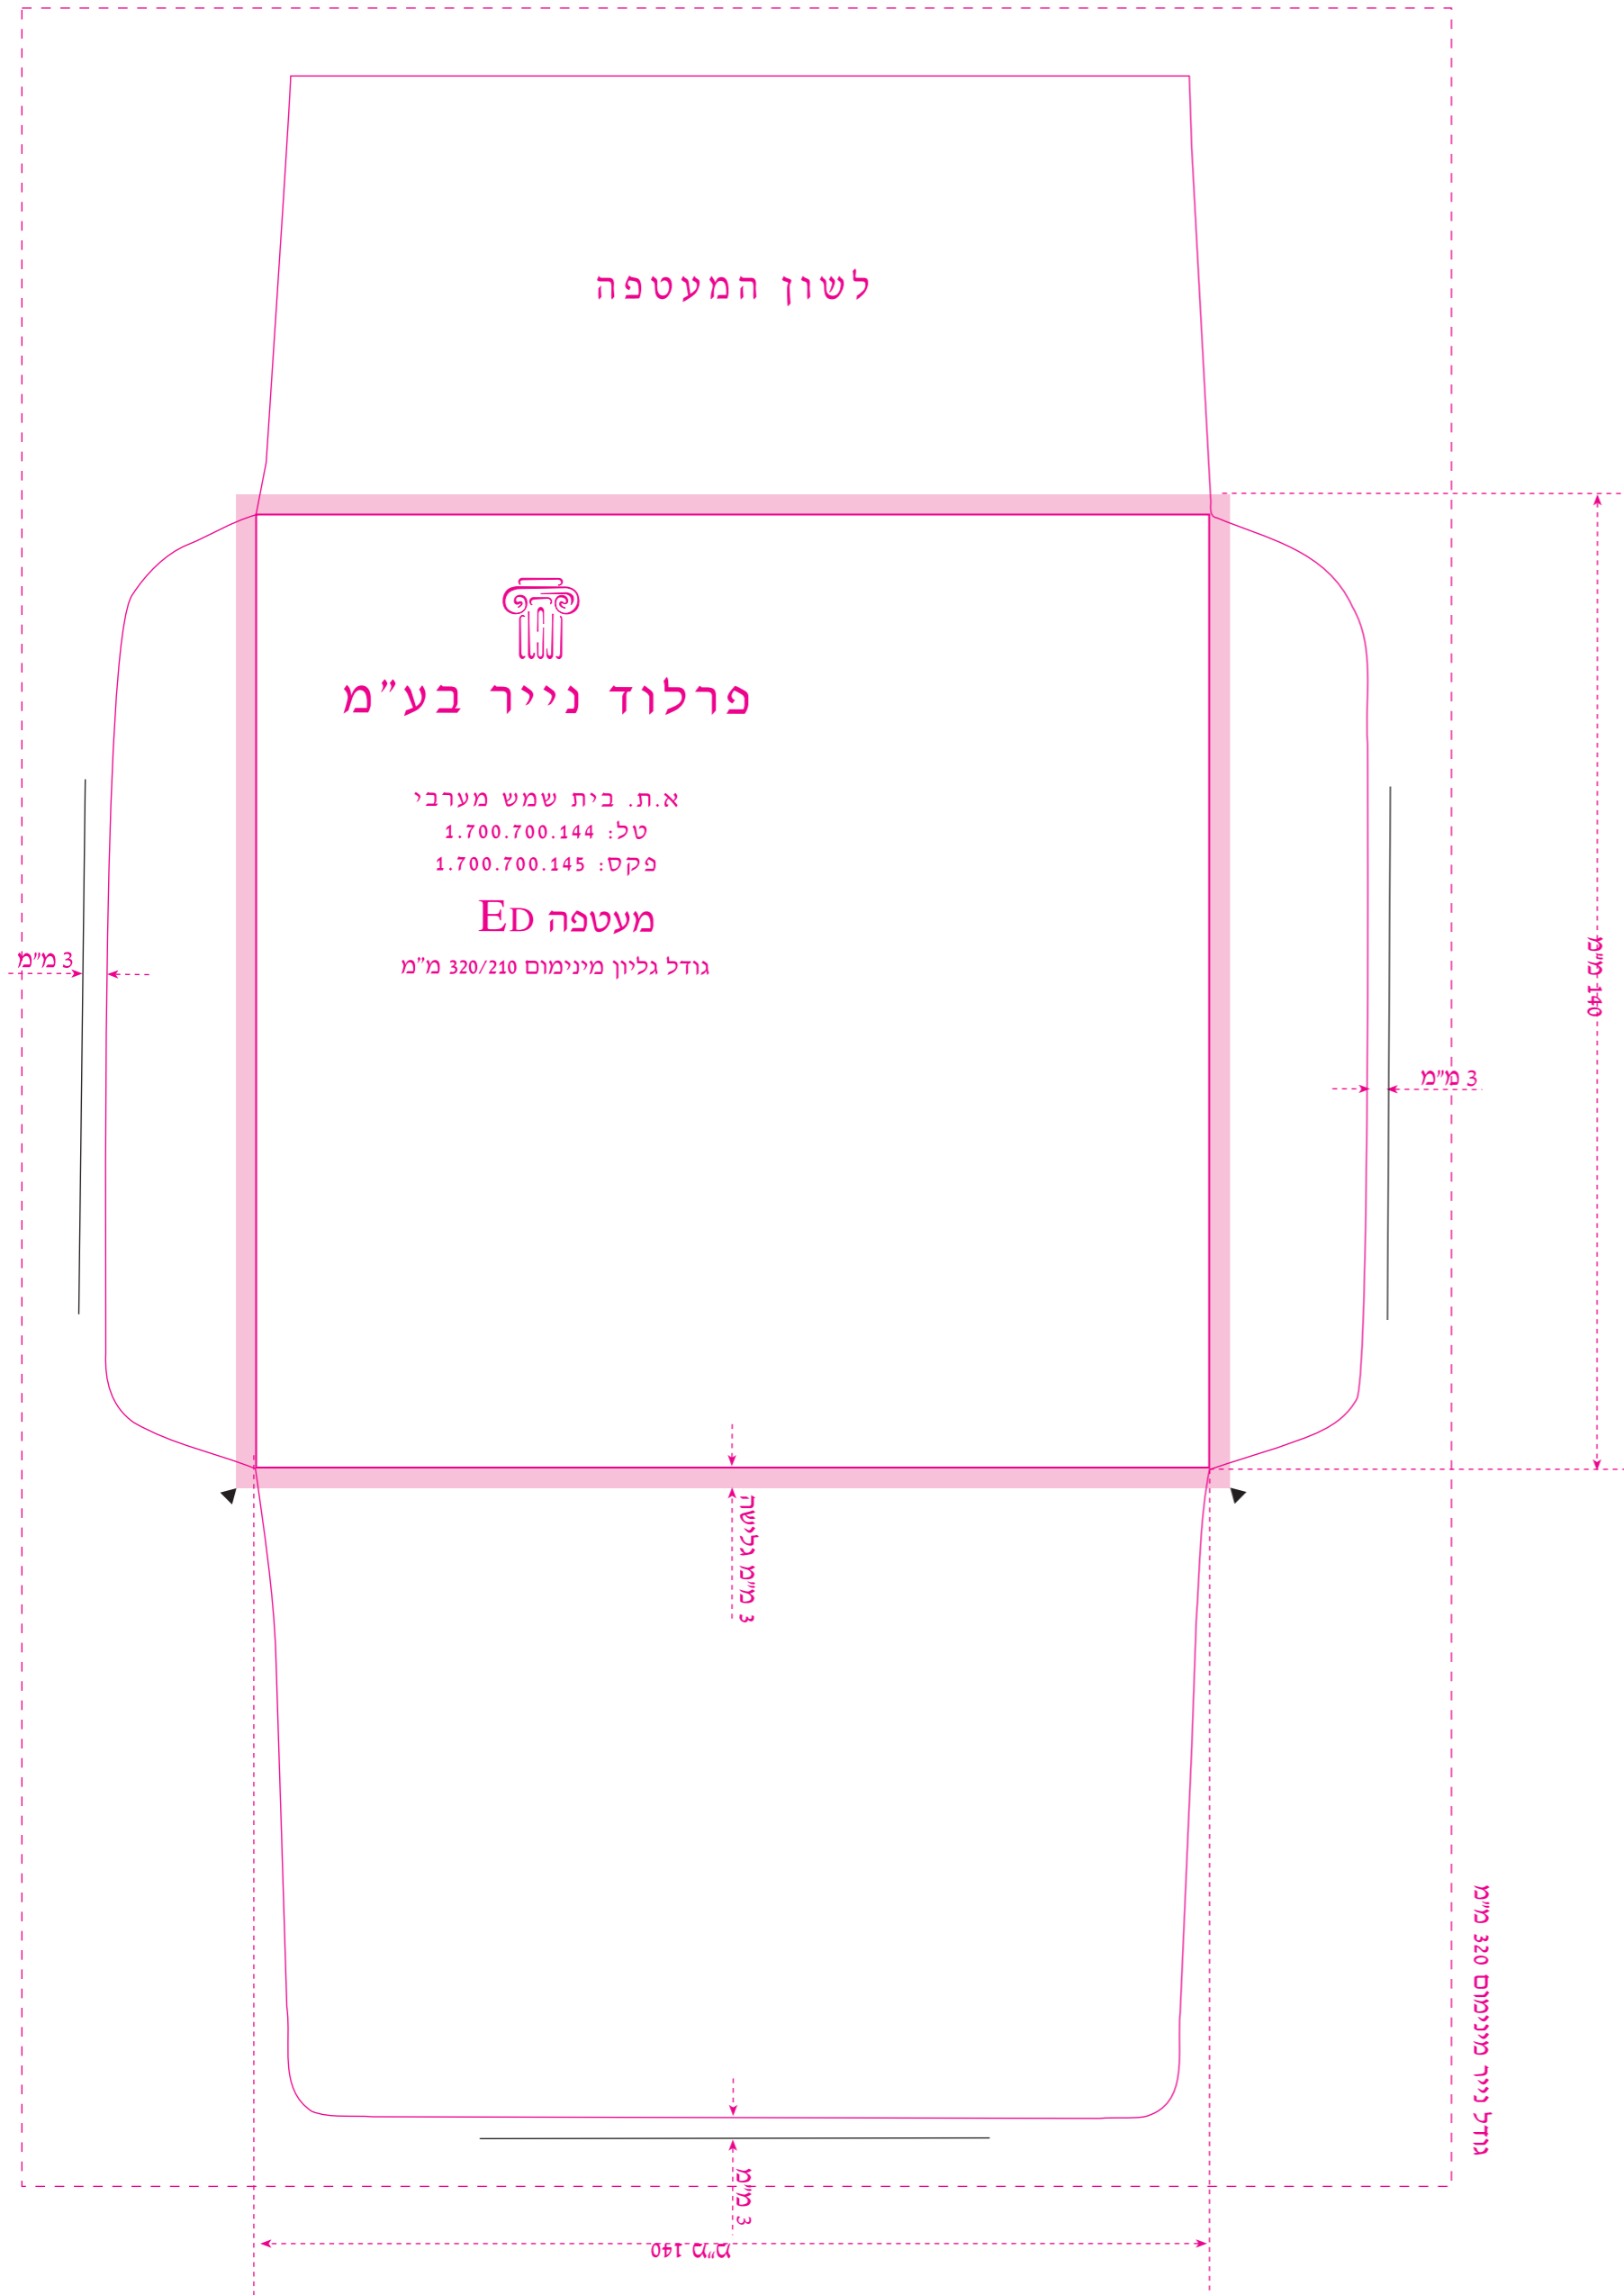 לשון המעטפה
פרלוד נייר בע״מ
א.ת. בית שמש מערבי
טל: 1.700.700.144
פקס: 1.700.700.145
מעטפה ED
גודל גליון מינימום 320/210 מ״מ
3 מ״מ
140 מ״מ
3 מ״מ
3 מ״מ גלישה
גודל נייר מינימום 320 מ״מ
3 מ״מ
140 מ״מ